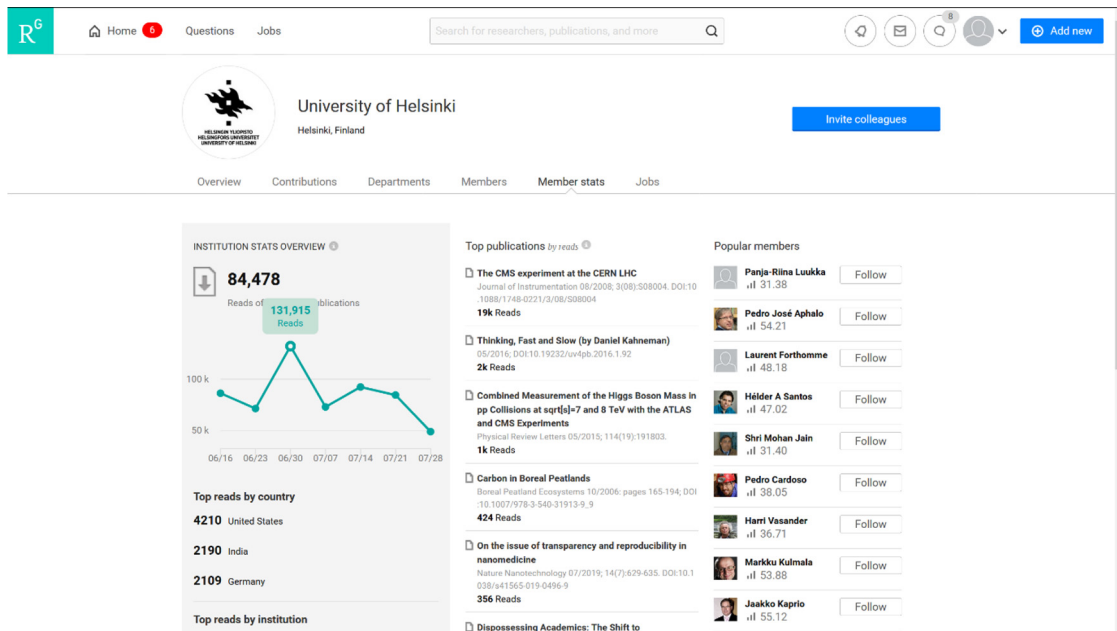 RG
Home 6
Questions
Jobs
Search for researchers, publications, and more
8
Add new
HELSINGIN YLIOPISTO
HELSINGFORS UNIVERSITET
UNIVERSITY OF HELSINKI
University of Helsinki
Helsinki, Finland
Invite colleagues
Overview
Contributions
Departments
Members
Member stats
Jobs
INSTITUTION STATS OVERVIEW
84,478
Reads of
blications
131,915
Reads
100 k
50 k
06/16 06/23 06/30 07/07 07/14 07/21 07/28
Top reads by country
4210 United States
2190 India
2109 Germany
Top reads by institution
Top publications by reads
The CMS experiment at the CERN LHC
Journal of Instrumentation 08/2008; 3(08):S08004. DOI:10
.1088/1748-0221/3/08/S08004
19k Reads
Thinking, Fast and Slow (by Daniel Kahneman)
05/2016; DOI:10.19232/uv4pb.2016.1.92
2k Reads
Combined Measurement of the Higgs Boson Mass in
pp Collisions at sqrt[s]=7 and 8 TeV with the ATLAS
and CMS Experiments
Physical Review Letters 05/2015; 114(19):191803.
1k Reads
Carbon in Boreal Peatlands
Boreal Peatland Ecosystems 10/2006: pages 165-194; DOI
:10.1007/978-3-540-31913-9_9
424 Reads
On the issue of transparency and reproducibility in
nanomedicine
Nature Nanotechnology 07/2019; 14(7):629-635. DOI:10.1
038/s41565-019-0496-9
356 Reads
Dispossessing Academics: The Shift to
Popular members
Panja-Riina Luukka
31.38
Follow
Pedro José Aphalo
54.21
Follow
Laurent Forthomme
48.18
Follow
Hélder A Santos
47.02
Follow
Shri Mohan Jain
31.40
Follow
Pedro Cardoso
38.05
Follow
Harri Vasander
36.71
Follow
Markku Kulmala
53.88
Follow
Jaakko Kaprio
55.12
Follow